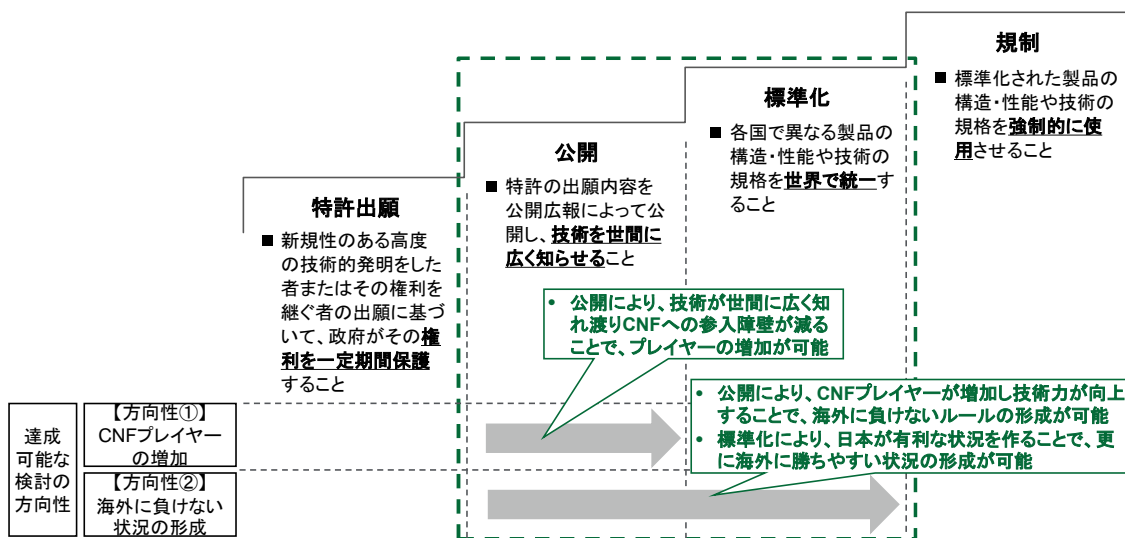 特許出願
■ 新規性のある高度
の技術的発明をした
者またはその権利を
継ぐ者の出願に基づ
いて、政府がその権
利を一定期間保護
すること
公開
■ 特許の出願内容を
公開広報によって公
開し、技術を世間に
広く知らせること
標準化
■ 各国で異なる製品の
構造・性能や技術の
規格を世界で統一す
ること
規制
■ 標準化された製品の
構造・性能や技術の
規格を強制的に使
用させること
• 公開により、技術が世間に広く知
れ渡りCNFへの参入障壁が減る
ことで、プレイヤーの増加が可能
• 公開により、CNFプレイヤーが増加し技術力が向上
することで、海外に負けないルールの形成が可能
• 標準化により、日本が有利な状況を作ることで、更
に海外に勝ちやすい状況の形成が可能
達成
可能な
検討の
方向性
【方向性①】
CNFプレイヤー
の増加
【方向性②】
海外に負けない
状況の形成